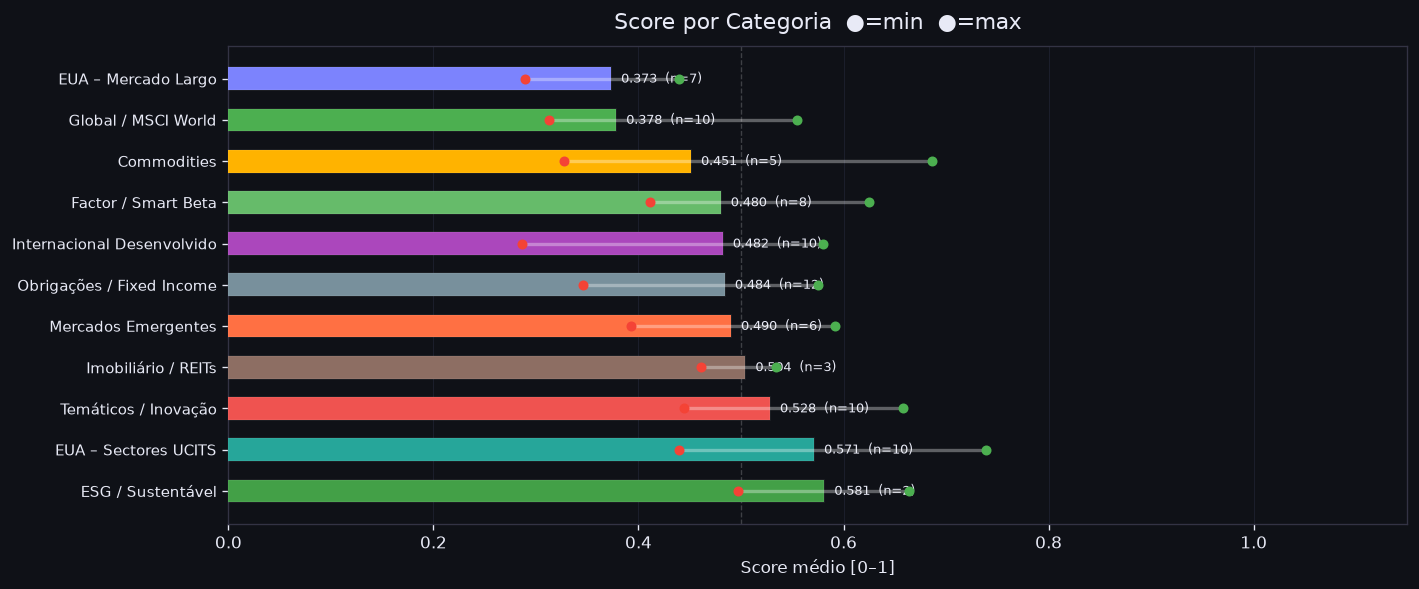 Score por Categoria ●=min ●=max
EUA – Mercado Largo 0.373 (n=7)
Global / MSCI World 0.378 (n=10)
Commodities 0.451 (n=5)
Factor / Smart Beta 0.480 (n=8)
Internacional Desenvolvido 0.482 (n=10)
Obrigações / Fixed Income 0.484 (n=12)
Mercados Emergentes 0.490 (n=6)
Imobiliário / REITs 0.504 (n=3)
Temáticos / Inovação 0.528 (n=10)
EUA – Sectores UCITS 0.571 (n=10)
ESG / Sustentável 0.581 (n=2)
0.0 0.2 0.4 0.6 0.8 1.0
Score médio [0–1]